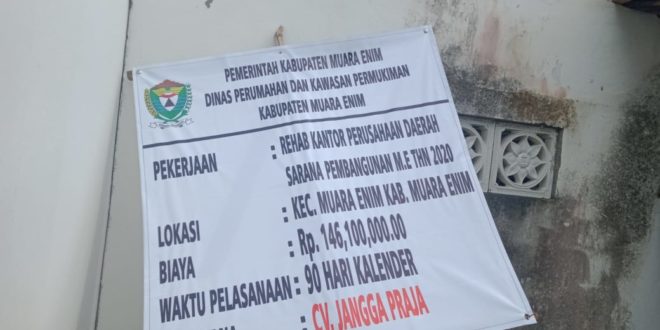 PEMERINTAH KABUPATEN MUARA ENIM
DINAS PERUMAHAN DAN KAWASAN PERMUKIMAN
KABUPATEN MUARA ENIM
PEKERJAAN : REHAB KANTOR PERUSAHAAN DAERAH
SARANA PEMBANGUNAN M.E THN 2020
LOKASI : KEC. MUARA ENIM KAB. MUARA ENIM
BIAYA : Rp. 146,100,000.00
WAKTU PELASANAAN : 90 HARI KALENDER
: CV. JANGGA PRAJA